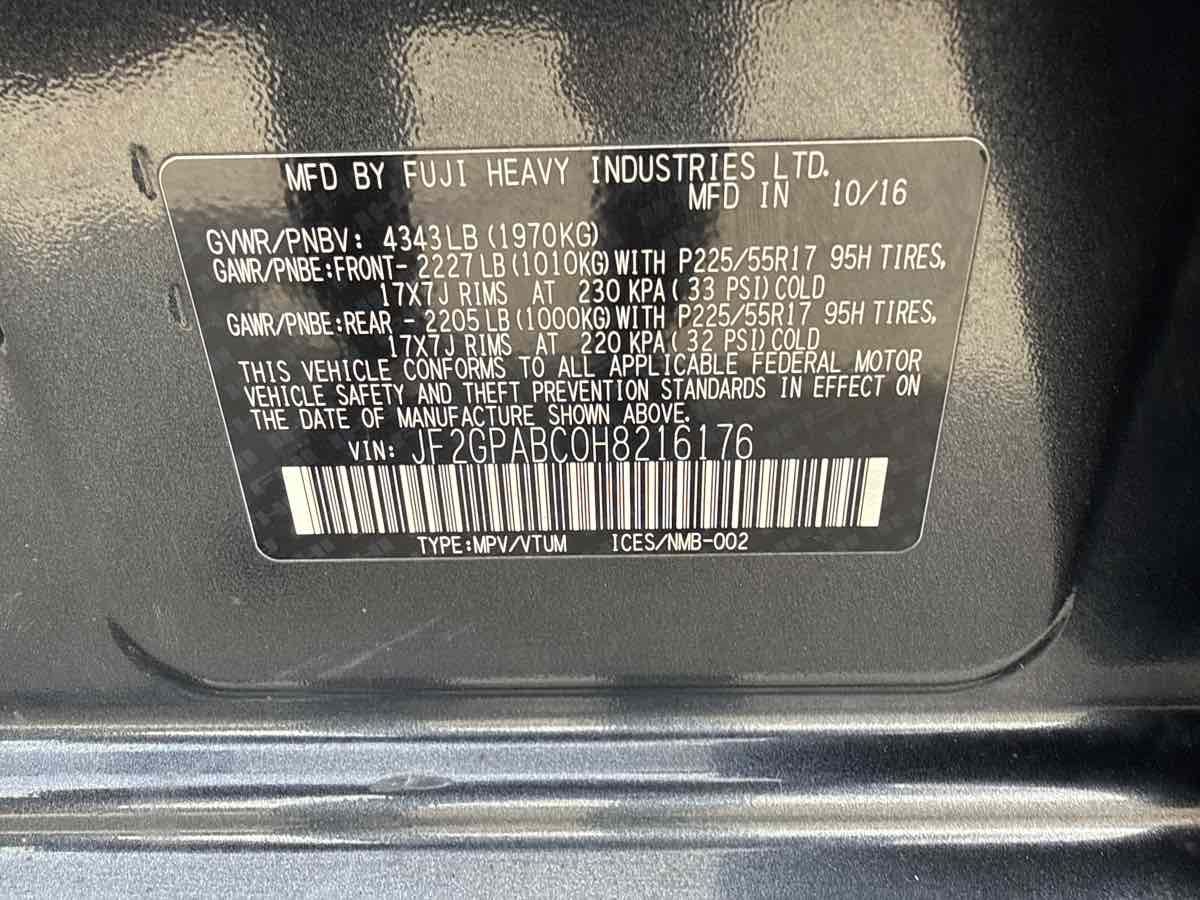 MFD BY FUJI HEAVY INDUSTRIES LTD.
MFD IN 10/16
GVWR/PNBV: 4343LB (1970KG)
GAWR/PNBE:FRONT- 2227LB (1010KG) WITH P225/55R17 95H TIRES,
17X7J RIMS AT 230 KPA( 33 PSI) COLD
GAWR/PNBE:REAR - 2205LB (1000KG) WITH P225/55R17 95H TIRES,
17X7J RIMS AT 220 KPA( 32 PSI) COLD
THIS VEHICLE CONFORMS TO ALL APPLICABLE FEDERAL MOTOR
VEHICLE SAFETY AND THEFT PREVENTION STANDARDS IN EFFECT ON
THE DATE OF MANUFACTURE SHOWN ABOVE.
VIN: JF2GPABC0H8216176
TYPE:MPV/VTUM ICES/NMB-002